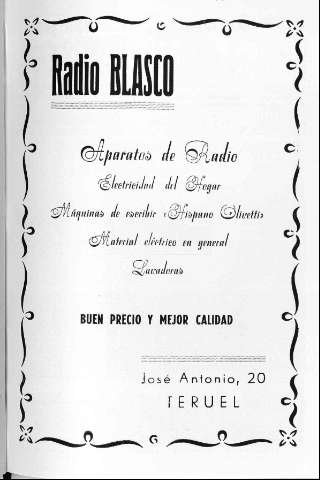 Radio BLASCO
Aparatos de Radio
Electricidad del Hogar
Máquinas de escribir «Hispano Olivetti»
Material eléctrico en general
Lavadoras
BUEN PRECIO Y MEJOR CALIDAD
José Antonio, 20
TERUEL